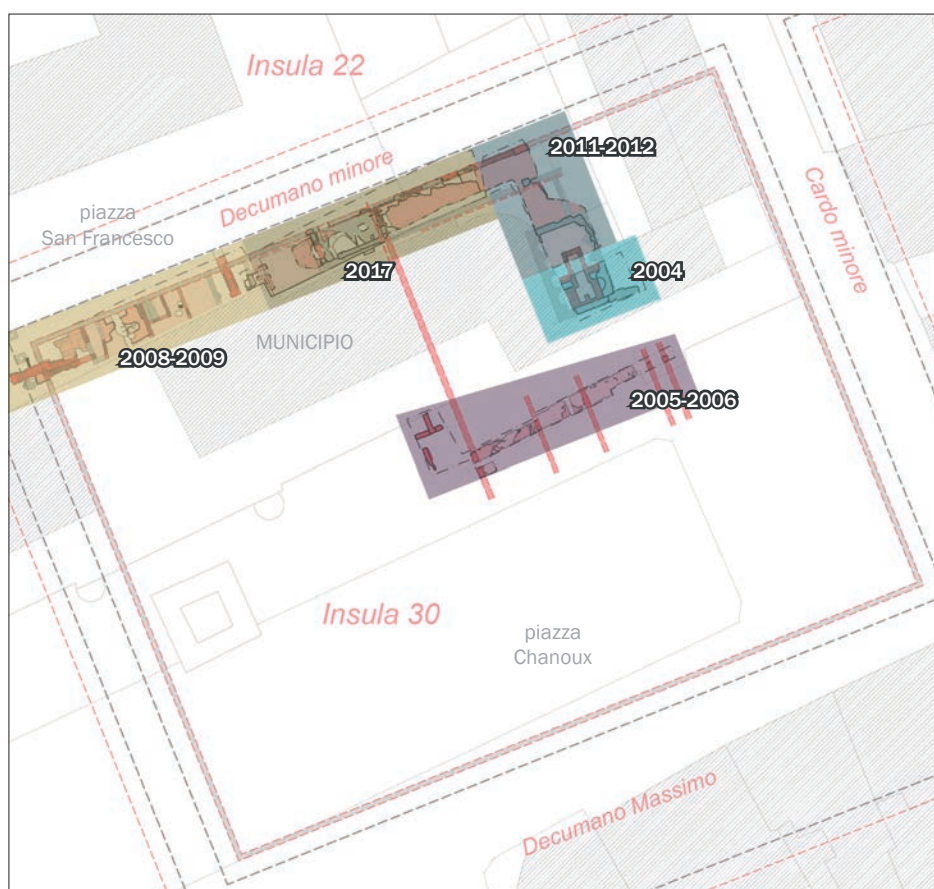 Insula 22
2011-2012
Decumano minore
Cardo minore
piazza
San Francesco
2017
2004
MUNICIPIO
2008-2009
2005-2006
Insula 30
piazza
Chanoux
Decumano Massimo